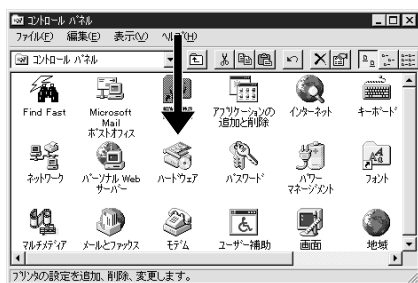 コントロール パネル
ファイル(F) 編集(E) 表示(V) ヘルプ(H)
コントロール パネル
Find Fast
Microsoft
Mail
ポストオフィス
アプリケーションの
追加と削除
インターネット
キーボード
ネットワーク
パーソナル Web
サーバー
ハードウェア
パスワード
パワー
マネージメント
フォント
マルチメディア
メールとファックス
モデム
ユーザー補助
画面
地域
プリンタの設定を追加、削除、変更します。